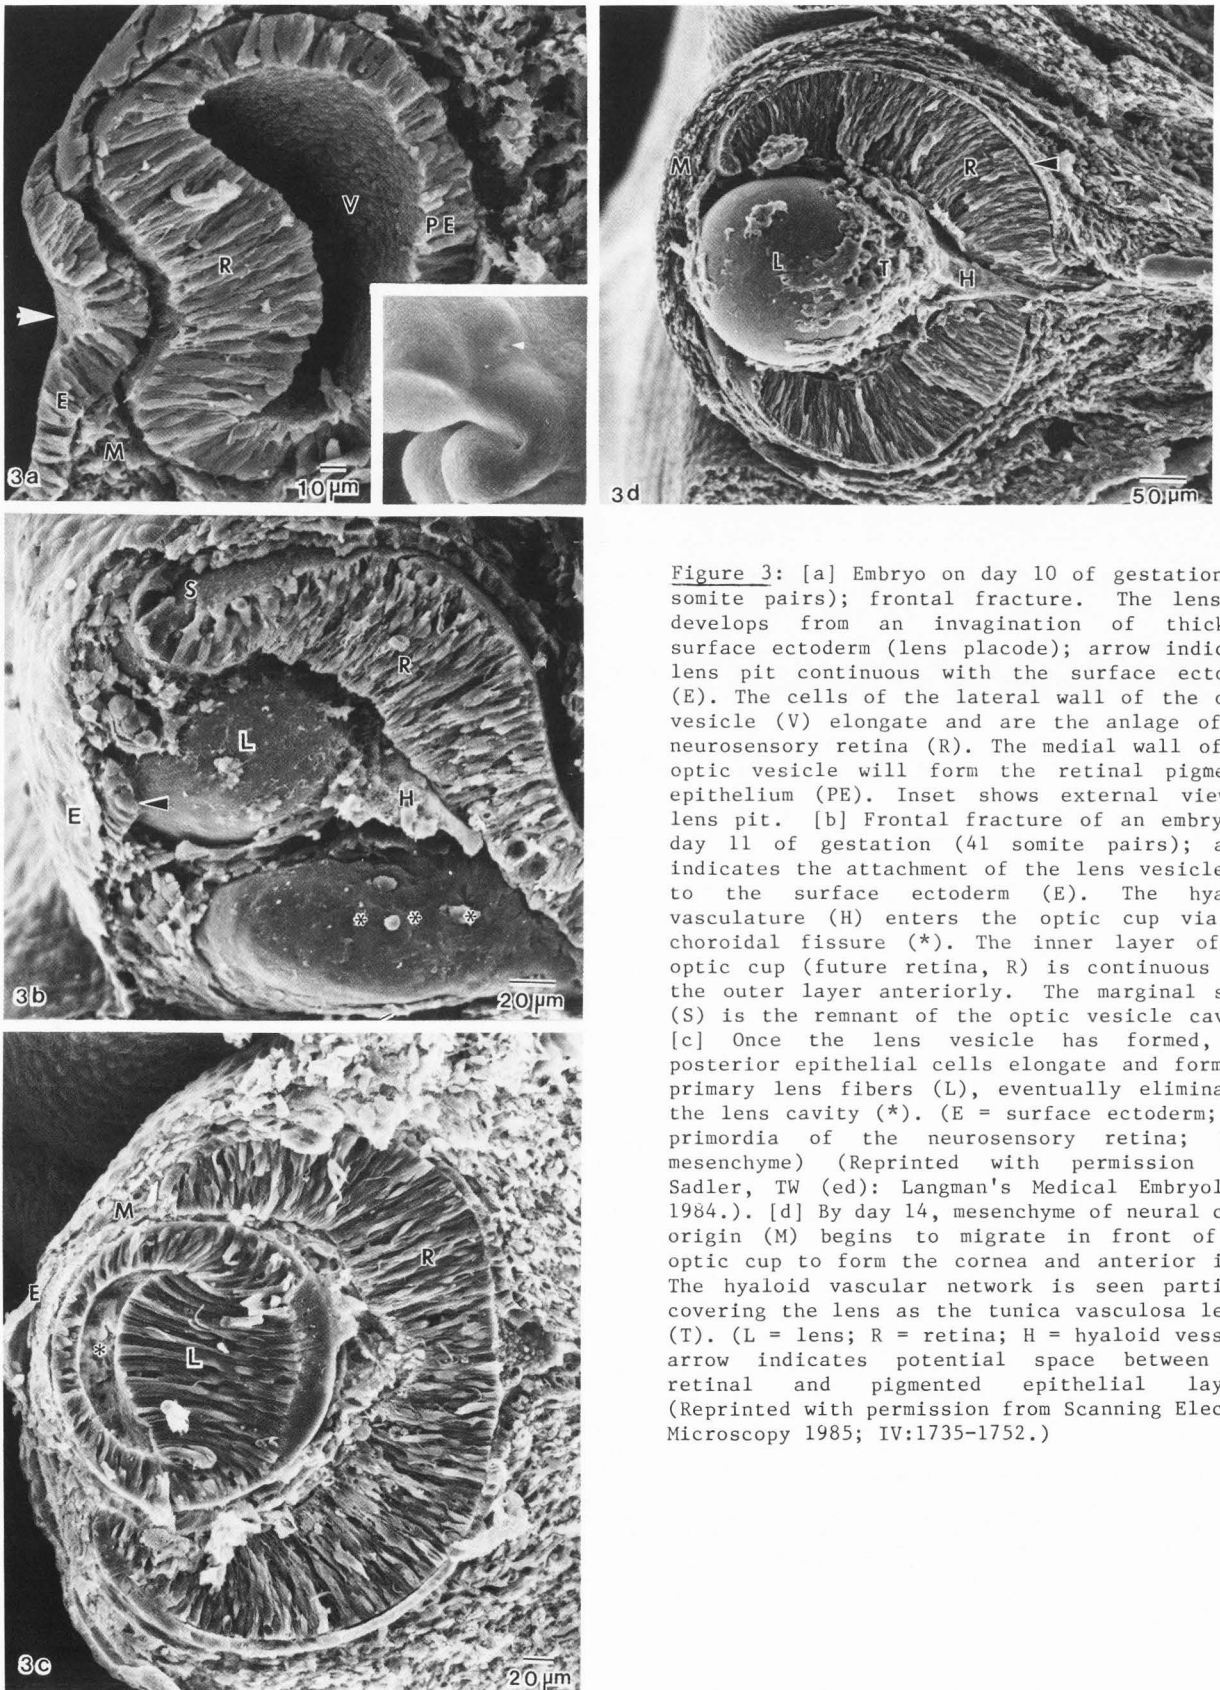 V
R
PE
E
M
3a
10 µm
M
R
L
T
H
3d
50 µm
S
R
L
H
E
* * *
3b
20 µm
M
R
E
*
L
3c
20 µm
Figure 3: [a] Embryo on day 10 of gestation
somite pairs); frontal fracture. The lens
develops from an invagination of thick
surface ectoderm (lens placode); arrow indic
lens pit continuous with the surface ecto
(E). The cells of the lateral wall of the o
vesicle (V) elongate and are the anlage of
neurosensory retina (R). The medial wall of
optic vesicle will form the retinal pigme
epithelium (PE). Inset shows external view
lens pit. [b] Frontal fracture of an embry
day 11 of gestation (41 somite pairs); a
indicates the attachment of the lens vesicle
to the surface ectoderm (E). The hya
vasculature (H) enters the optic cup via
choroidal fissure (*). The inner layer of
optic cup (future retina, R) is continuous
the outer layer anteriorly. The marginal s
(S) is the remnant of the optic vesicle cav
[c] Once the lens vesicle has formed,
posterior epithelial cells elongate and form
primary lens fibers (L), eventually elimina
the lens cavity (*). (E = surface ectoderm;
primordia of the neurosensory retina;
mesenchyme) (Reprinted with permission
Sadler, TW (ed): Langman's Medical Embryol
1984.). [d] By day 14, mesenchyme of neural c
origin (M) begins to migrate in front of
optic cup to form the cornea and anterior i
The hyaloid vascular network is seen parti
covering the lens as the tunica vasculosa le
(T). (L = lens; R = retina; H = hyaloid vess
arrow indicates potential space between
retinal and pigmented epithelial lay
(Reprinted with permission from Scanning Elec
Microscopy 1985; IV:1735-1752.)